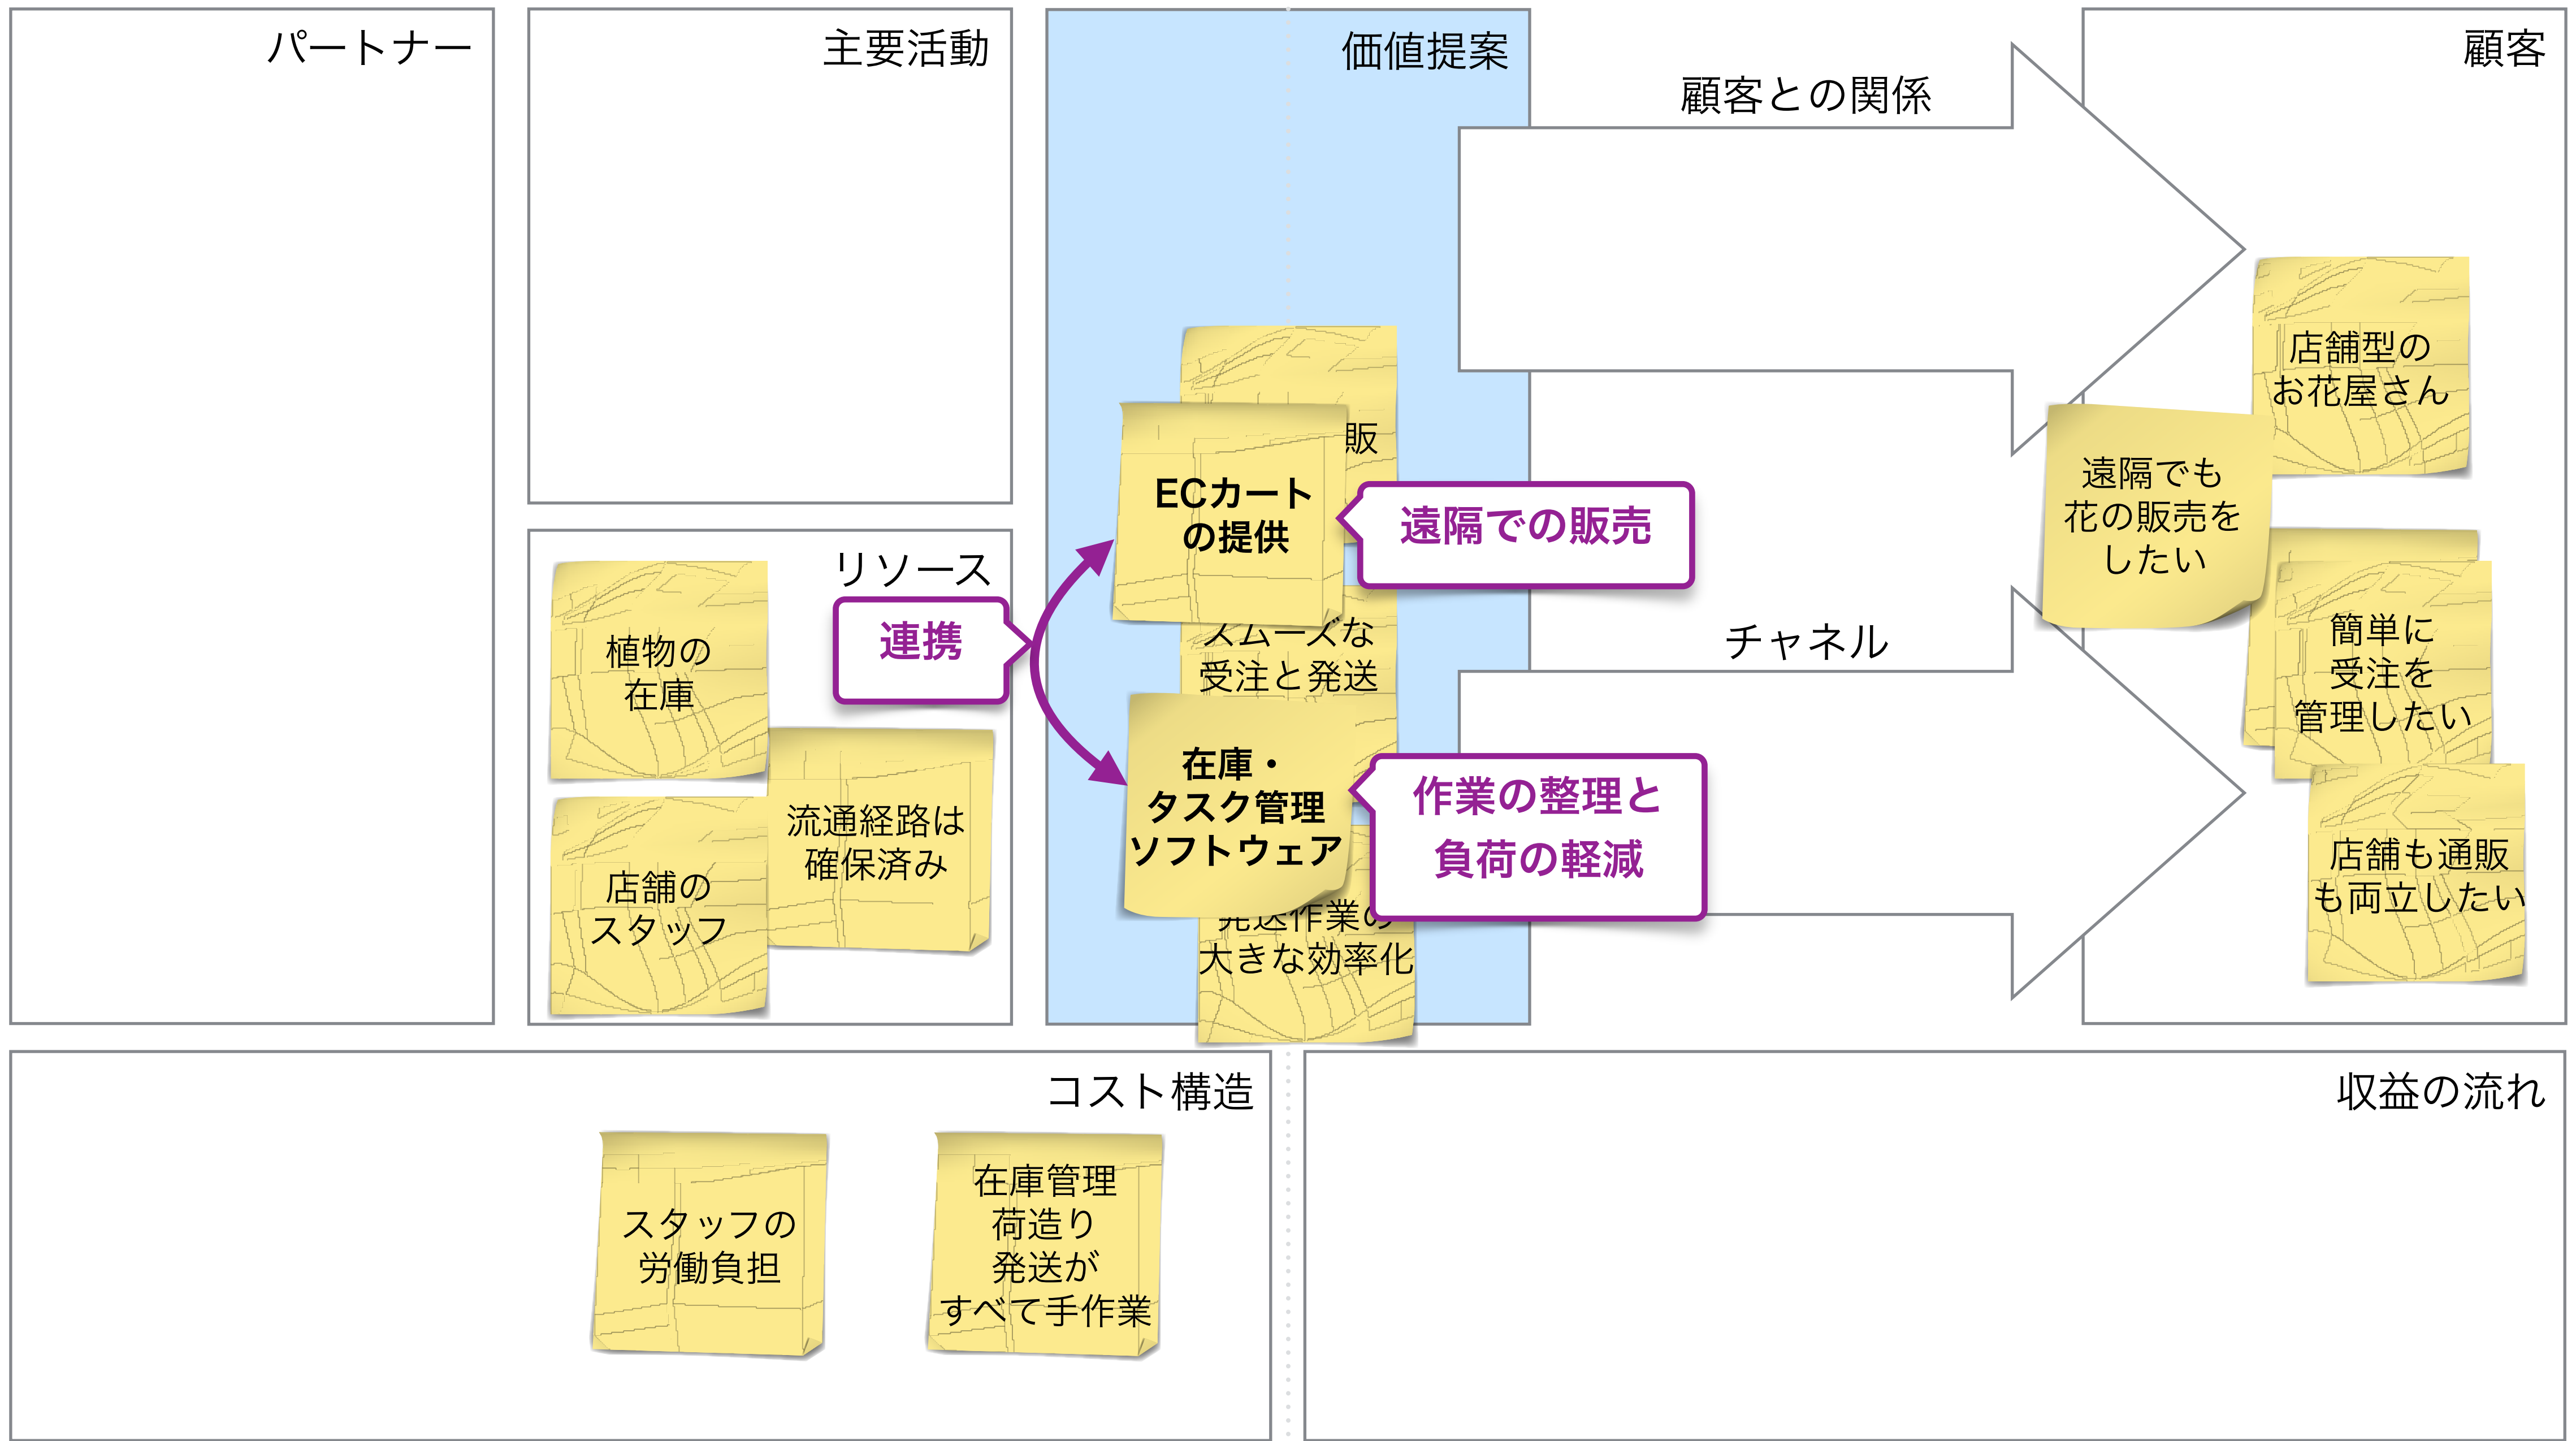 パートナー
主要活動
価値提案
顧客との関係
顧客
店舗型の
お花屋さん
遠隔でも
花の販売を
したい
簡単に
受注を
管理したい
店舗も通販
も両立したい
販
ECカート
の提供
遠隔での販売
スムーズな
受注と発送
連携
在庫・
タスク管理
ソフトウェア
作業の整理と
負荷の軽減
発送作業の
大きな効率化
チャネル
リソース
植物の
在庫
流通経路は
確保済み
店舗の
スタッフ
コスト構造
スタッフの
労働負担
在庫管理
荷造り
発送が
すべて手作業
収益の流れ